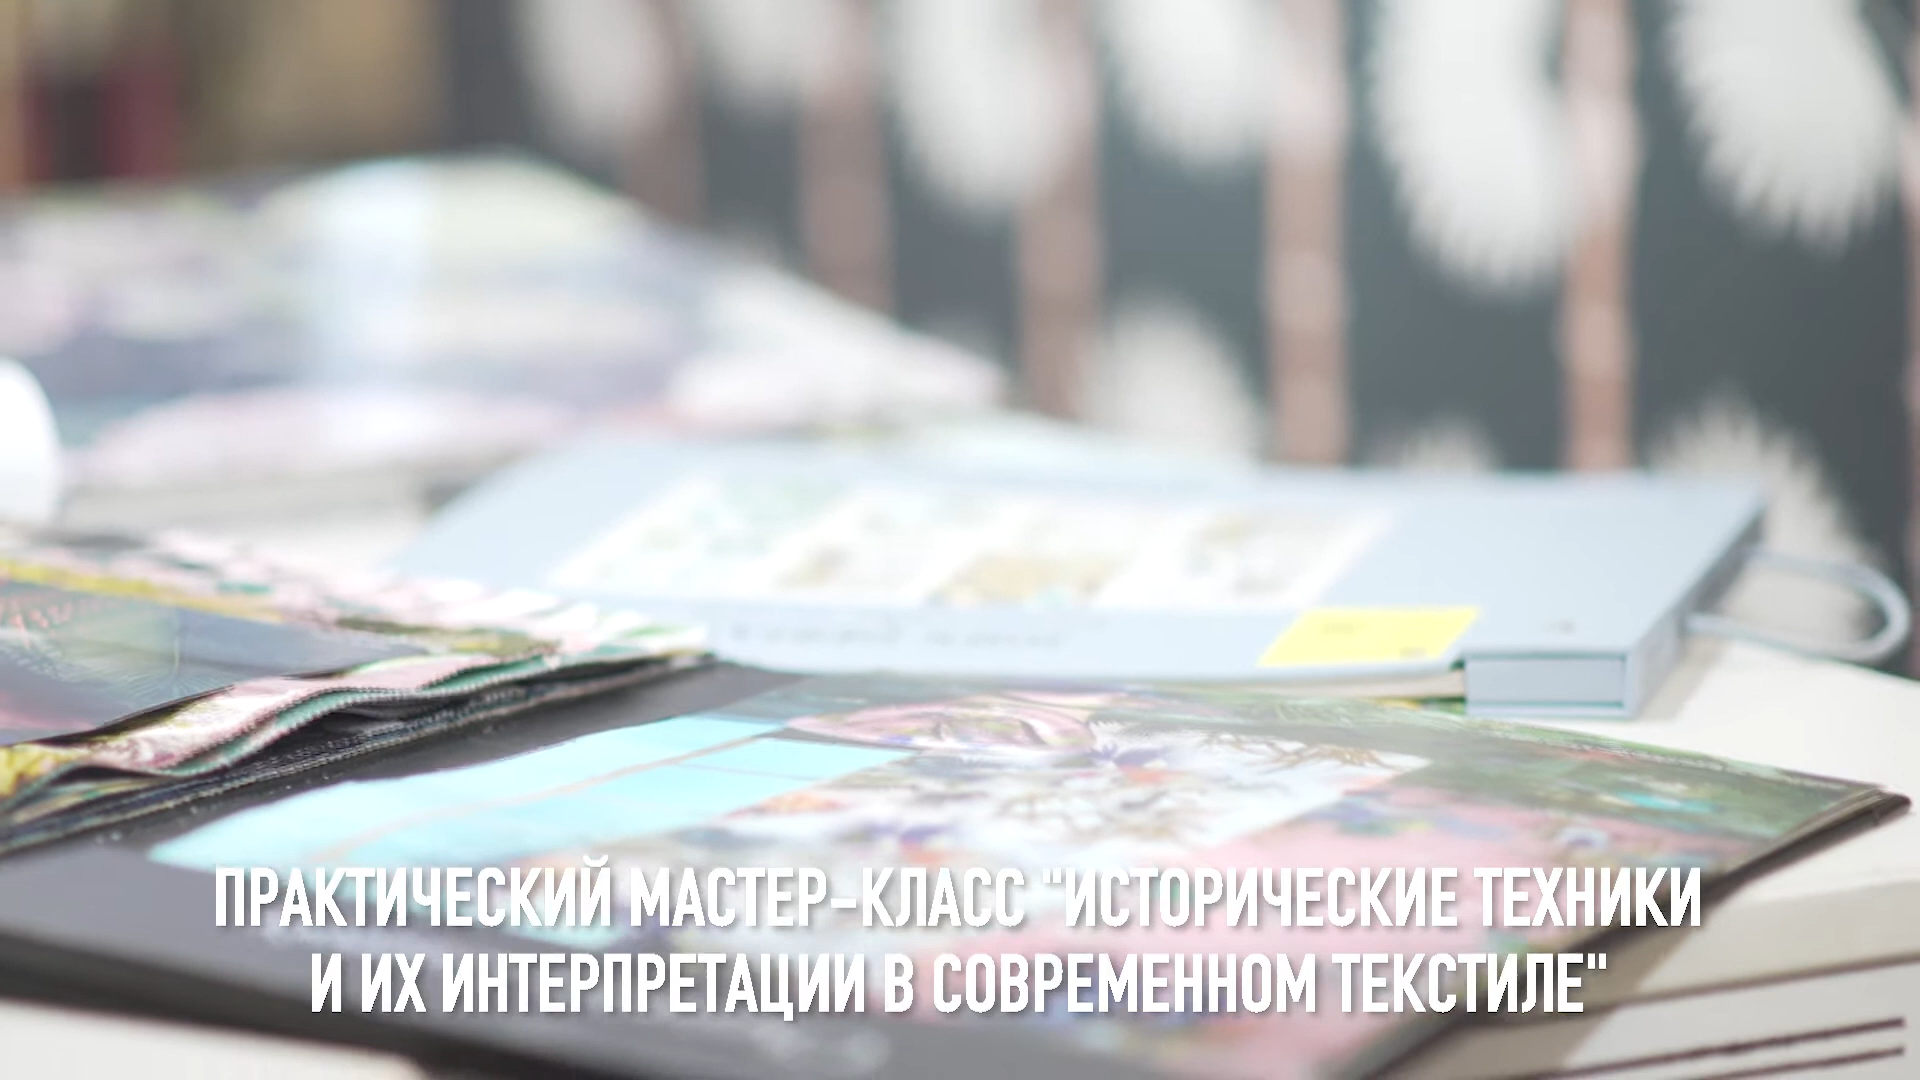 ПРАКТИЧЕСКИЙ МАСТЕР-КЛАСС "ИСТОРИЧЕСКИЕ ТЕХНИКИ
И ИХ ИНТЕРПРЕТАЦИИ В СОВРЕМЕННОМ ТЕКСТИЛЕ"